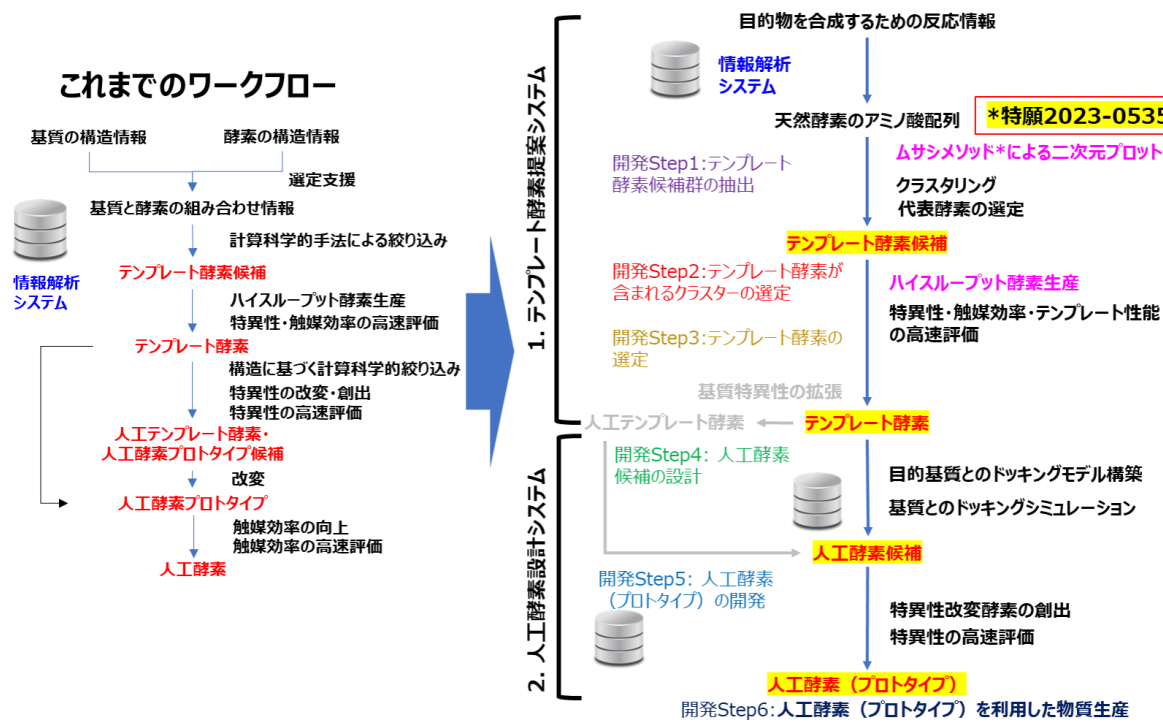 これまでのワークフロー
基質の構造情報
酵素の構造情報
選定支援
基質と酵素の組み合わせ情報
計算科学的手法による絞り込み
情報解析
システム
テンプレート酵素候補
ハイスループット酵素生産
特異性・触媒効率の高速評価
テンプレート酵素
構造に基づく計算科学的絞り込み
特異性の改変・創出
特異性の高速評価
人工テンプレート酵素・
人工酵素プロトタイプ候補
改変
人工酵素プロトタイプ
触媒効率の向上
触媒効率の高速評価
人工酵素
1. テンプレート酵素提案システム
目的物を合成するための反応情報
情報解析
システム
天然酵素のアミノ酸配列
*特願2023-0535
開発Step1:テンプレート
酵素候補群の抽出
ムサシメソッド*による二次元プロット
クラスタリング
代表酵素の選定
テンプレート酵素候補
開発Step2:テンプレート酵素が
含まれるクラスターの選定
ハイスループット酵素生産
特異性・触媒効率・テンプレート性能
の高速評価
開発Step3:テンプレート酵素の
選定
基質特異性の拡張
人工テンプレート酵素
テンプレート酵素
2. 人工酵素設計システム
開発Step4: 人工酵素
候補の設計
目的基質とのドッキングモデル構築
基質とのドッキングシミュレーション
人工酵素候補
開発Step5: 人工酵素
（プロトタイプ）の開発
特異性改変酵素の創出
特異性の高速評価
人工酵素（プロトタイプ）
開発Step6:人工酵素（プロトタイプ）を利用した物質生産